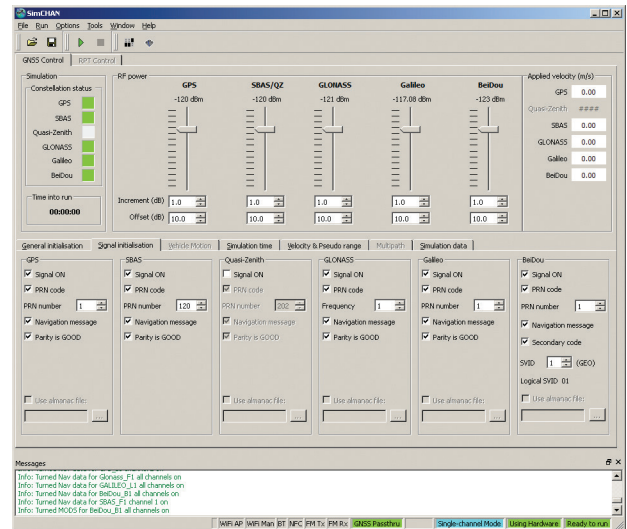 SimCHAN
File Run Options Tools Window Help
GNSS Control RPT Control
Simulation
Constellation status
GPS
SBAS
Quasi-Zenith
GLONASS
Galileo
BeiDou
Time into run
00:00:00
RF power
GPS SBAS/QZ GLONASS Galileo BeiDou
-120 dBm -120 dBm -121 dBm -117.08 dBm -123 dBm
Increment (dB) 1.0 1.0 1.0 1.0 1.0
Offset (dB) 10.0 10.0 10.0 10.0 10.0
Applied velocity (m/s)
GPS 0.00
Quasi-Zenith ####
SBAS 0.00
GLONASS 0.00
Galileo 0.00
BeiDou 0.00
General initialisation Signal initialisation Vehicle Motion Simulation time Velocity & Pseudo range Multipath Simulation data
GPS
Signal ON
PRN code
PRN number 1
Navigation message
Parity is GOOD
Use almanac file:
...
SBAS
Signal ON
PRN code
PRN number 120
Navigation message
Parity is GOOD
Quasi-Zenith
Signal ON
PRN code
PRN number 202
Navigation message
Parity is GOOD
Use almanac file:
...
GLONASS
Signal ON
PRN code
Frequency 1
Navigation message
Parity is GOOD
Use almanac file:
...
Galileo
Signal ON
PRN code
PRN number 1
Navigation message
Parity is GOOD
Use almanac file:
...
BeiDou
Signal ON
PRN code
PRN number 1
Navigation message
Secondary code
SVID 1 (GEO)
Logical SVID 01
Use almanac file:
...
Messages
Info: Turned Nav data for Glonass_F1 all channels on
Info: Turned Nav data for GALILEO_L1 all channels on
Info: Turned Nav data for BeiDou_B1 all channels on
Info: Turned Nav data for SBAS_F1 channel 1 on
Info: Turned MODS for BeiDou_B1 all channels on
WiFi AP WiFi Man BT NFC FM Tx FM Rx GNSS Passthru Single-channel Mode Using Hardware Ready to run